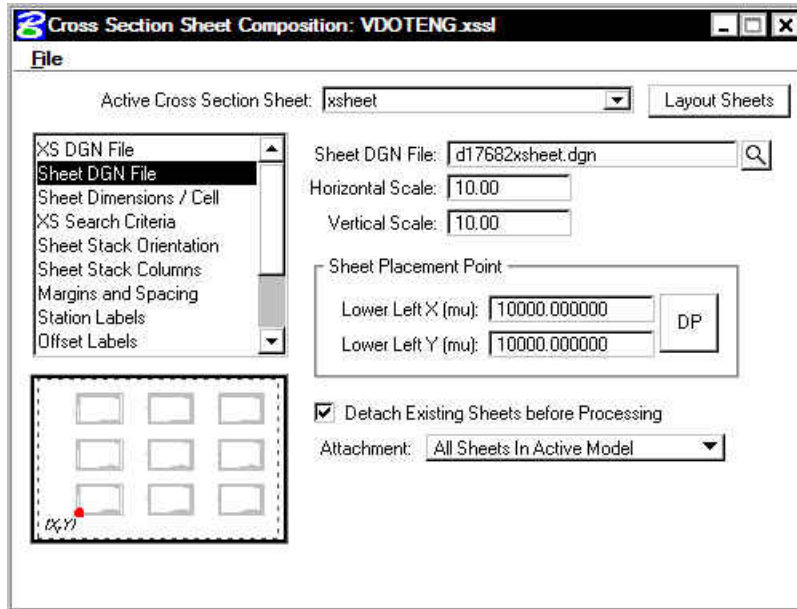 Cross Section Sheet Composition: VDOTENG.xssl
File
Active Cross Section Sheet: xsheet Layout Sheets
XS DGN File
Sheet DGN File
Sheet Dimensions / Cell
XS Search Criteria
Sheet Stack Orientation
Sheet Stack Columns
Margins and Spacing
Station Labels
Offset Labels
Sheet DGN File: d17682xsheet.dgn
Horizontal Scale: 10.00
Vertical Scale: 10.00
Sheet Placement Point
Lower Left X (mu): 10000.000000
Lower Left Y (mu): 10000.000000
DP
Detach Existing Sheets before Processing
Attachment: All Sheets In Active Model
(X,Y)